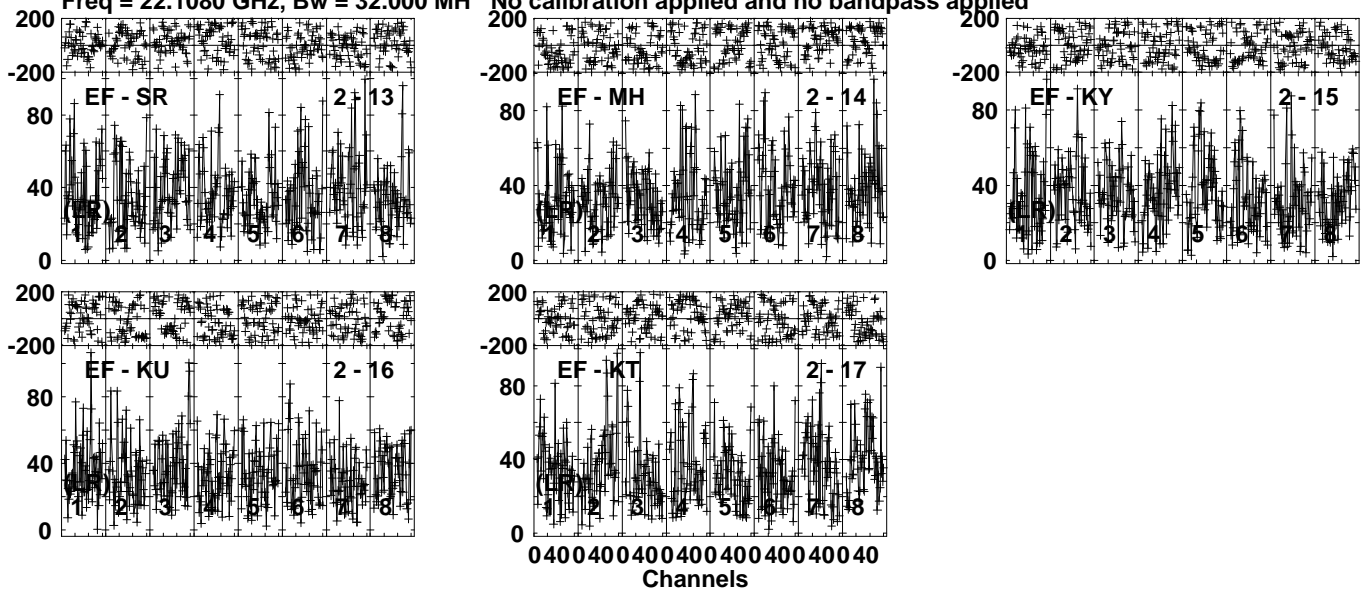 Freq = 22.1080 GHz, Bw = 32.000 MH No calibration applied and no bandpass applied
200
-200
EF - SR 2 - 13
80
40
0
(LR)
1 2 3 4 5 6 7 8
EF - MH 2 - 14
80
40
0
(LR)
1 2 3 4 5 6 7 8
200
-200
EF - KY 2 - 15
80
40
0
(LR)
1 2 3 4 5 6 7 8
200
-200
EF - KU 2 - 16
80
40
0
(LR)
1 2 3 4 5 6 7 8
200
-200
EF - KT 2 - 17
80
40
0
(LR)
1 2 3 4 5 6 7 8
0 40 0 40 0 40 0 40 0 40 0 40 0 40 0 40
Channels
200
-200